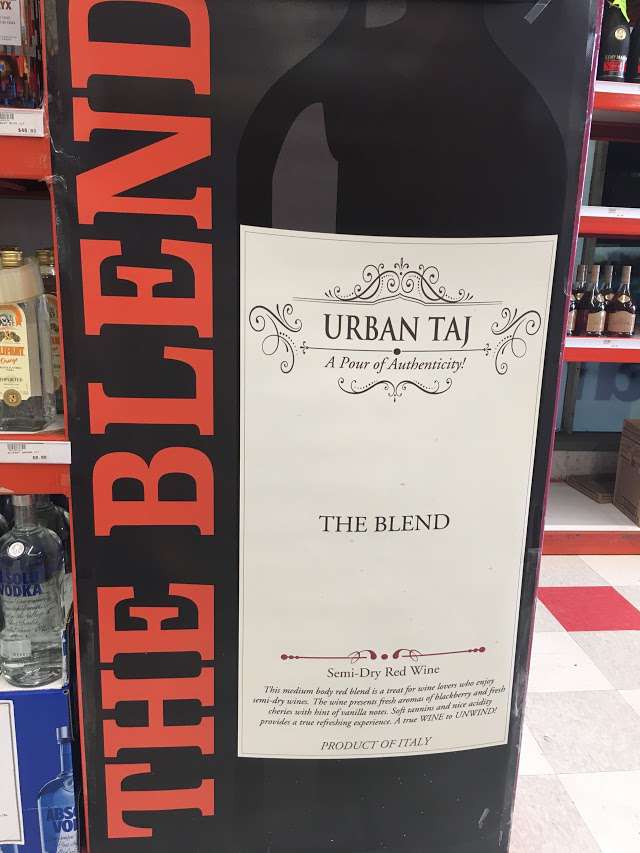 THE BLEND
URBAN TAJ
A Pour of Authenticity!
THE BLEND
Semi-Dry Red Wine
This medium body red blend is a treat for wine lovers who enjoy
semi-dry wines. The wine presents fresh aromas of blackberry and fresh
cheries with hint of vanilla notes. Soft tannins and nice acidity
provides a true refreshing experience. A true WINE to UNWIND!
PRODUCT OF ITALY
VODKA